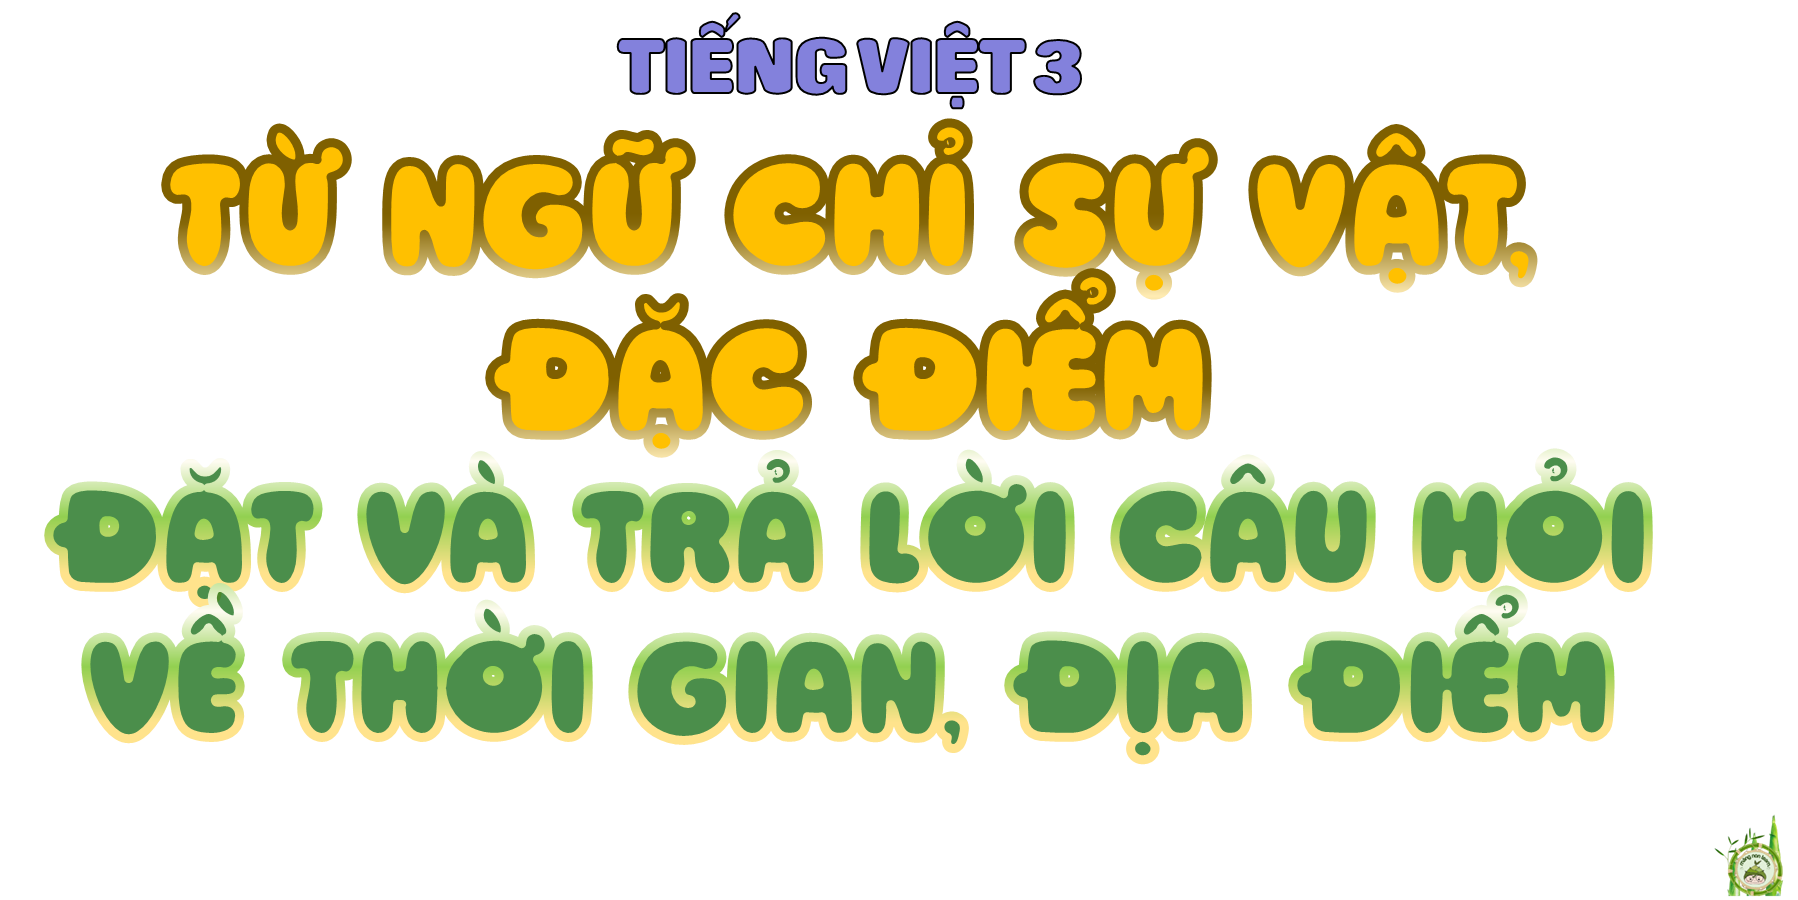 TIẾNG VIỆT 3
TỪ NGỮ CHỈ SỰ VẬT,
ĐẶC ĐIỂM
ĐẶT VÀ TRẢ LỜI CÂU HỎI
VỀ THỜI GIAN, ĐỊA ĐIỂM